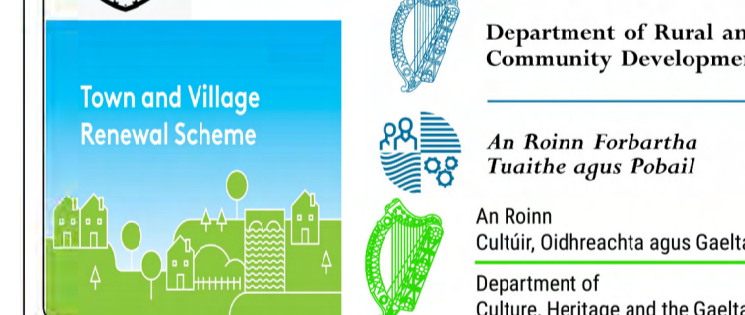 Town and Village
Renewal Scheme
Department of Rural an
Community Developme
An Roinn Forbartha
Tuaithe agus Pobail
An Roinn
Cultúir, Oidhreachta agus Gaelta
Department of
Culture, Heritage and the Gaelta